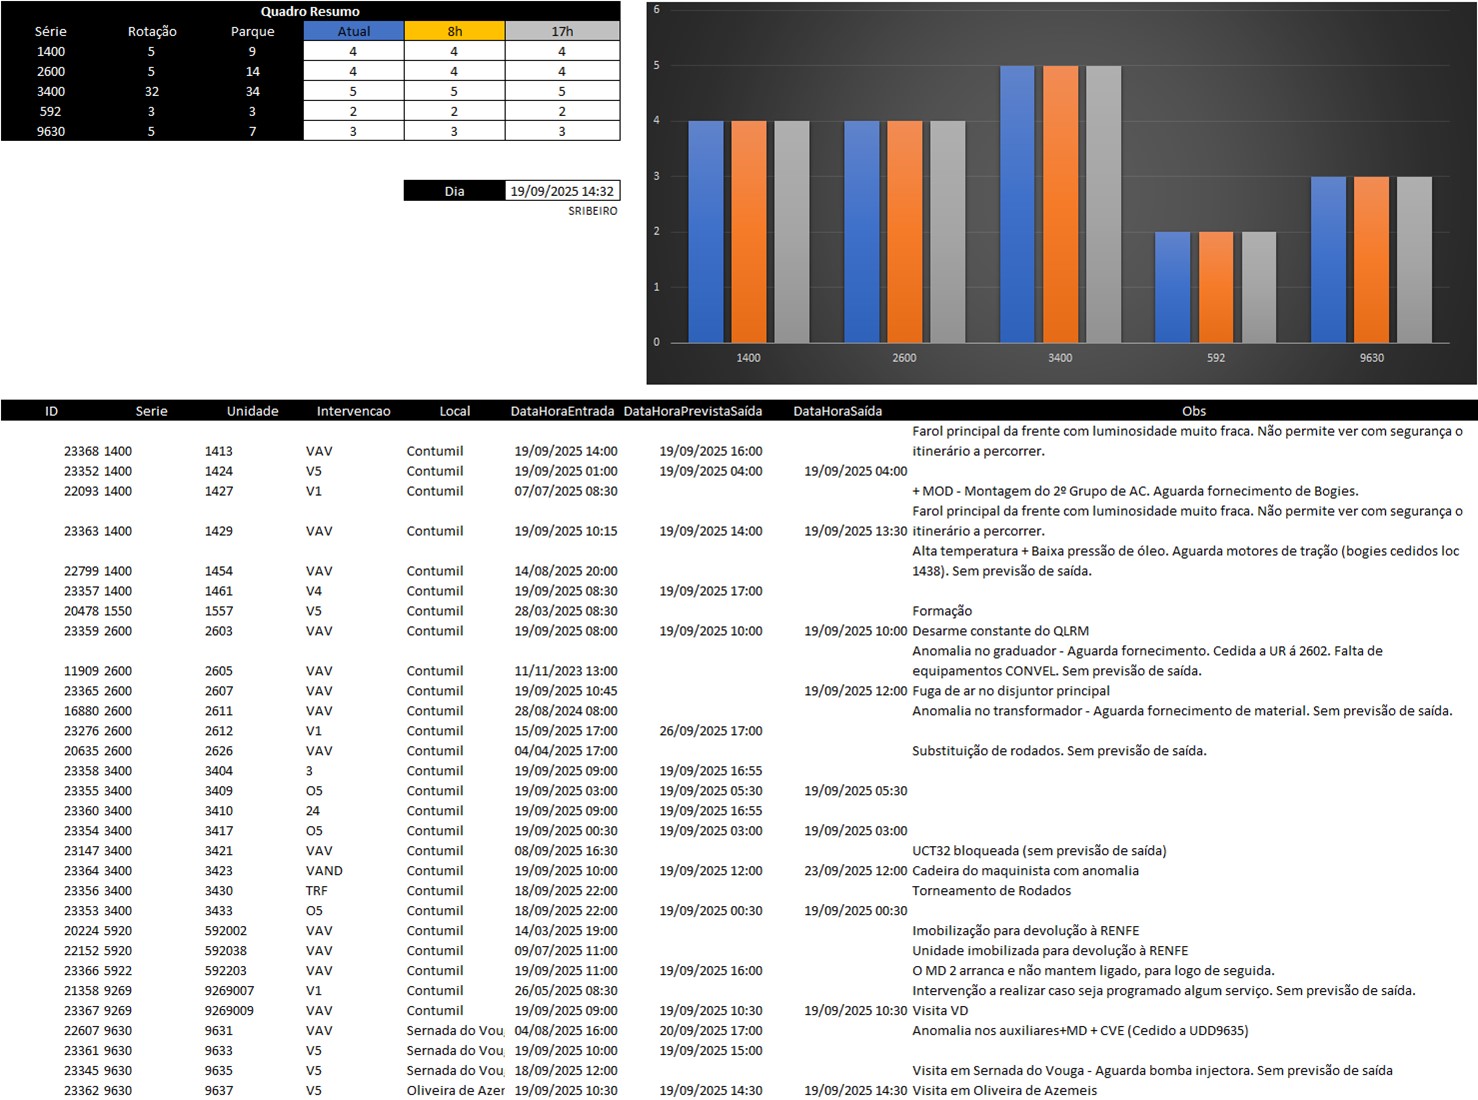 Quadro Resumo
Série Rotação Parque Atual 8h 17h
1400 5 9 4 4 4
2600 5 14 4 4 4
3400 32 34 5 5 5
592 3 3 2 2 2
9630 5 7 3 3 3
Dia 19/09/2025 14:32
SRIBEIRO
6
5
4
3
2
1
0
1400 2600 3400 592 9630
ID Serie Unidade Intervencao Local DataHoraEntrada DataHoraPrevistaSaída DataHoraSaída Obs
Farol principal da frente com luminosidade muito fraca. Não permite ver com segurança o
23368 1400 1413 VAV Contumil 19/09/2025 14:00 19/09/2025 16:00 itinerário a percorrer.
23352 1400 1424 V5 Contumil 19/09/2025 01:00 19/09/2025 04:00 19/09/2025 04:00
22093 1400 1427 V1 Contumil 07/07/2025 08:30 + MOD - Montagem do 2º Grupo de AC. Aguarda fornecimento de Bogies.
Farol principal da frente com luminosidade muito fraca. Não permite ver com segurança o
23363 1400 1429 VAV Contumil 19/09/2025 10:15 19/09/2025 14:00 19/09/2025 13:30 itinerário a percorrer.
Alta temperatura + Baixa pressão de óleo. Aguarda motores de tração (bogies cedidos loc
22799 1400 1454 VAV Contumil 14/08/2025 20:00 1438). Sem previsão de saída.
23357 1400 1461 V4 Contumil 19/09/2025 08:30 19/09/2025 17:00
20478 1550 1557 V5 Contumil 28/03/2025 08:30 Formação
23359 2600 2603 VAV Contumil 19/09/2025 08:00 19/09/2025 10:00 19/09/2025 10:00 Desarme constante do QLRM
Anomalia no graduador - Aguarda fornecimento. Cedida a UR á 2602. Falta de
11909 2600 2605 VAV Contumil 11/11/2023 13:00 equipamentos CONVEL. Sem previsão de saída.
23365 2600 2607 VAV Contumil 19/09/2025 10:45 19/09/2025 12:00 Fuga de ar no disjuntor principal
16880 2600 2611 VAV Contumil 28/08/2024 08:00 Anomalia no transformador - Aguarda fornecimento de material. Sem previsão de saída.
23276 2600 2612 V1 Contumil 15/09/2025 17:00 26/09/2025 17:00
20635 2600 2626 VAV Contumil 04/04/2025 17:00 Substituição de rodados. Sem previsão de saída.
23358 3400 3404 3 Contumil 19/09/2025 09:00 19/09/2025 16:55
23355 3400 3409 O5 Contumil 19/09/2025 03:00 19/09/2025 05:30 19/09/2025 05:30
23360 3400 3410 24 Contumil 19/09/2025 09:00 19/09/2025 16:55
23354 3400 3417 O5 Contumil 19/09/2025 00:30 19/09/2025 03:00 19/09/2025 03:00
23147 3400 3421 VAV Contumil 08/09/2025 16:30 UCT32 bloqueada (sem previsão de saída)
23364 3400 3423 VAND Contumil 19/09/2025 10:00 19/09/2025 12:00 23/09/2025 12:00 Cadeira do maquinista com anomalia
23356 3400 3430 TRF Contumil 18/09/2025 22:00 Torneamento de Rodados
23353 3400 3433 O5 Contumil 18/09/2025 22:00 19/09/2025 00:30 19/09/2025 00:30
20224 5920 592002 VAV Contumil 14/03/2025 19:00 Imobilização para devolução à RENFE
22152 5920 592038 VAV Contumil 09/07/2025 11:00 Unidade imobilizada para devolução à RENFE
23366 5922 592203 VAV Contumil 19/09/2025 11:00 19/09/2025 16:00 O MD 2 arranca e não mantem ligado, para logo de seguida.
21358 9269 9269007 V1 Contumil 26/05/2025 08:30 Intervenção a realizar caso seja programado algum serviço. Sem previsão de saída.
23367 9269 9269009 VAV Contumil 19/09/2025 09:00 19/09/2025 10:30 19/09/2025 10:30 Visita VD
22607 9630 9631 VAV Sernada do Vou 04/08/2025 16:00 20/09/2025 17:00 Anomalia nos auxiliares+MD + CVE (Cedido a UDD9635)
23361 9630 9633 V5 Sernada do Vou 19/09/2025 10:00 19/09/2025 15:00
23345 9630 9635 V5 Sernada do Vou 18/09/2025 12:00 Visita em Sernada do Vouga - Aguarda bomba injectora. Sem previsão de saída
23362 9630 9637 V5 Oliveira de Azer 19/09/2025 10:30 19/09/2025 14:30 19/09/2025 14:30 Visita em Oliveira de Azemeis